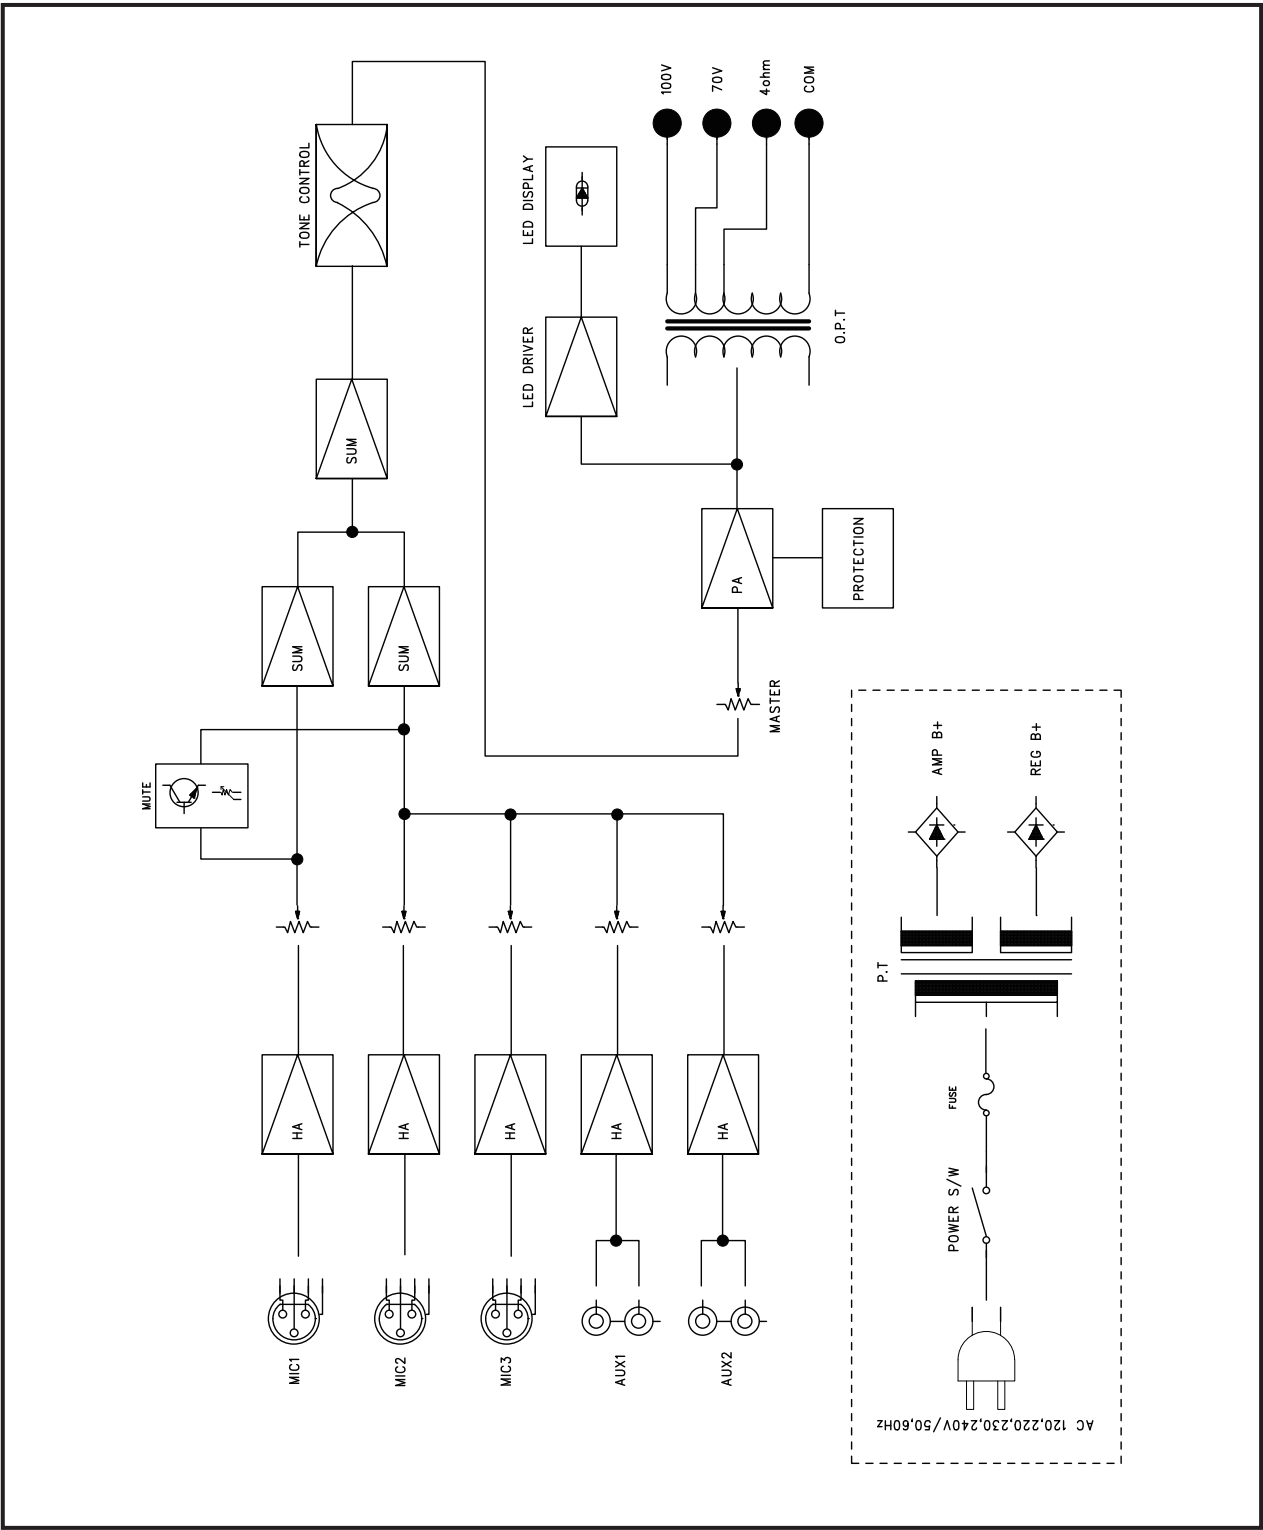 100V
70V
4ohm
COM
TONE CONTROL
LED DISPLAY
LED DRIVER
O.P.T
SUM
PROTECTION
PA
SUM
SUM
MASTER
MUTE
AMP B+
REG B+
P.T
FUSE
HA
HA
HA
HA
HA
POWER S/W
MIC1
MIC2
MIC3
AUX1
AUX2
AC 120,220,230,240V/50,60Hz